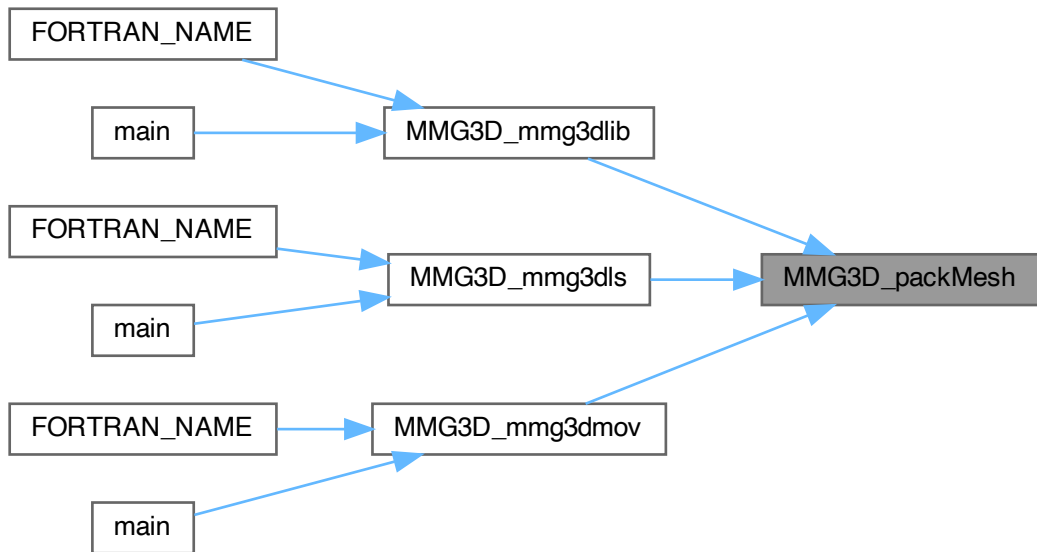 FORTRAN_NAME
main
MMG3D_mmg3dlib
FORTRAN_NAME
main
MMG3D_mmg3dls
MMG3D_packMesh
FORTRAN_NAME
main
MMG3D_mmg3dmov